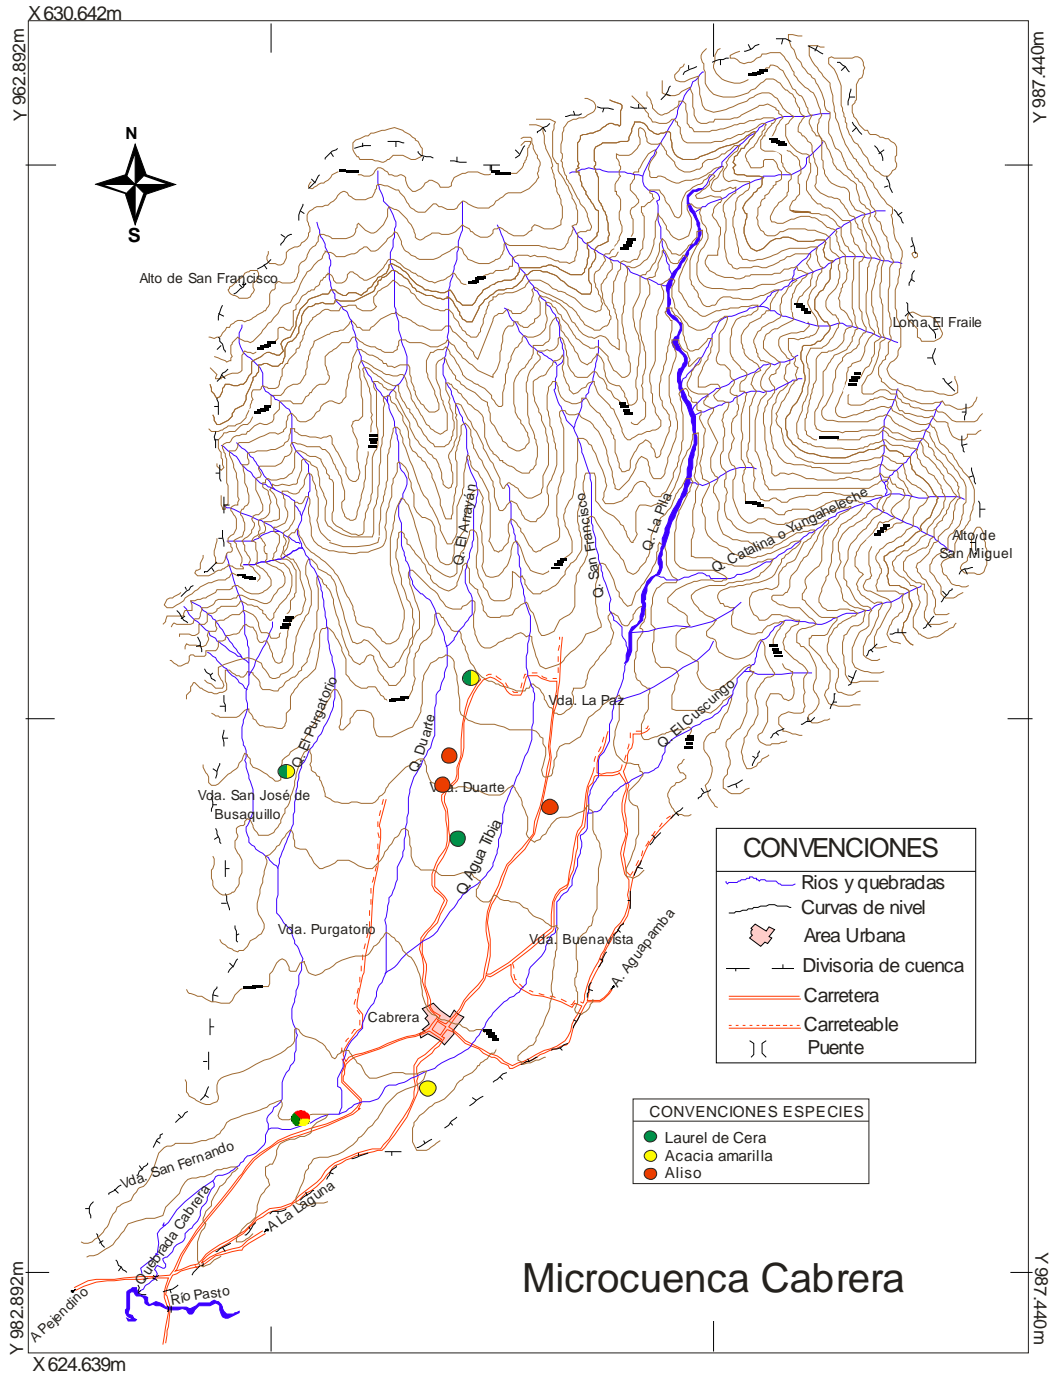 X 630.642m
Y 962.892m
Y 987.440m
N
S
Alto de San Francisco
Loma El Fraile
Q. El Arrayán
Q. San Francisco
Q. La Pila
Q. Catalina o Yungaheleche
Alto de
San Miguel
Q. El Purgatorio
Q. Duarte
Vda. La Paz
Q. El Cuscungo
Vda. San José de
Busaquillo
Vda. Duarte
Q. Agua Tibia
Vda. Purgatorio
Vda. Buenavista
A. Aguapamba
Cabrera
CONVENCIONES
Rios y quebradas
Curvas de nivel
Area Urbana
Divisoria de cuenca
Carretera
Carreteable
Puente
CONVENCIONES ESPECIES
Laurel de Cera
Acacia amarilla
Aliso
Vda. San Fernando
Quebrada Cabrera
A La Laguna
A Pejendino
Río Pasto
Microcuenca Cabrera
Y 982.892m
Y 987.440m
X 624.639m